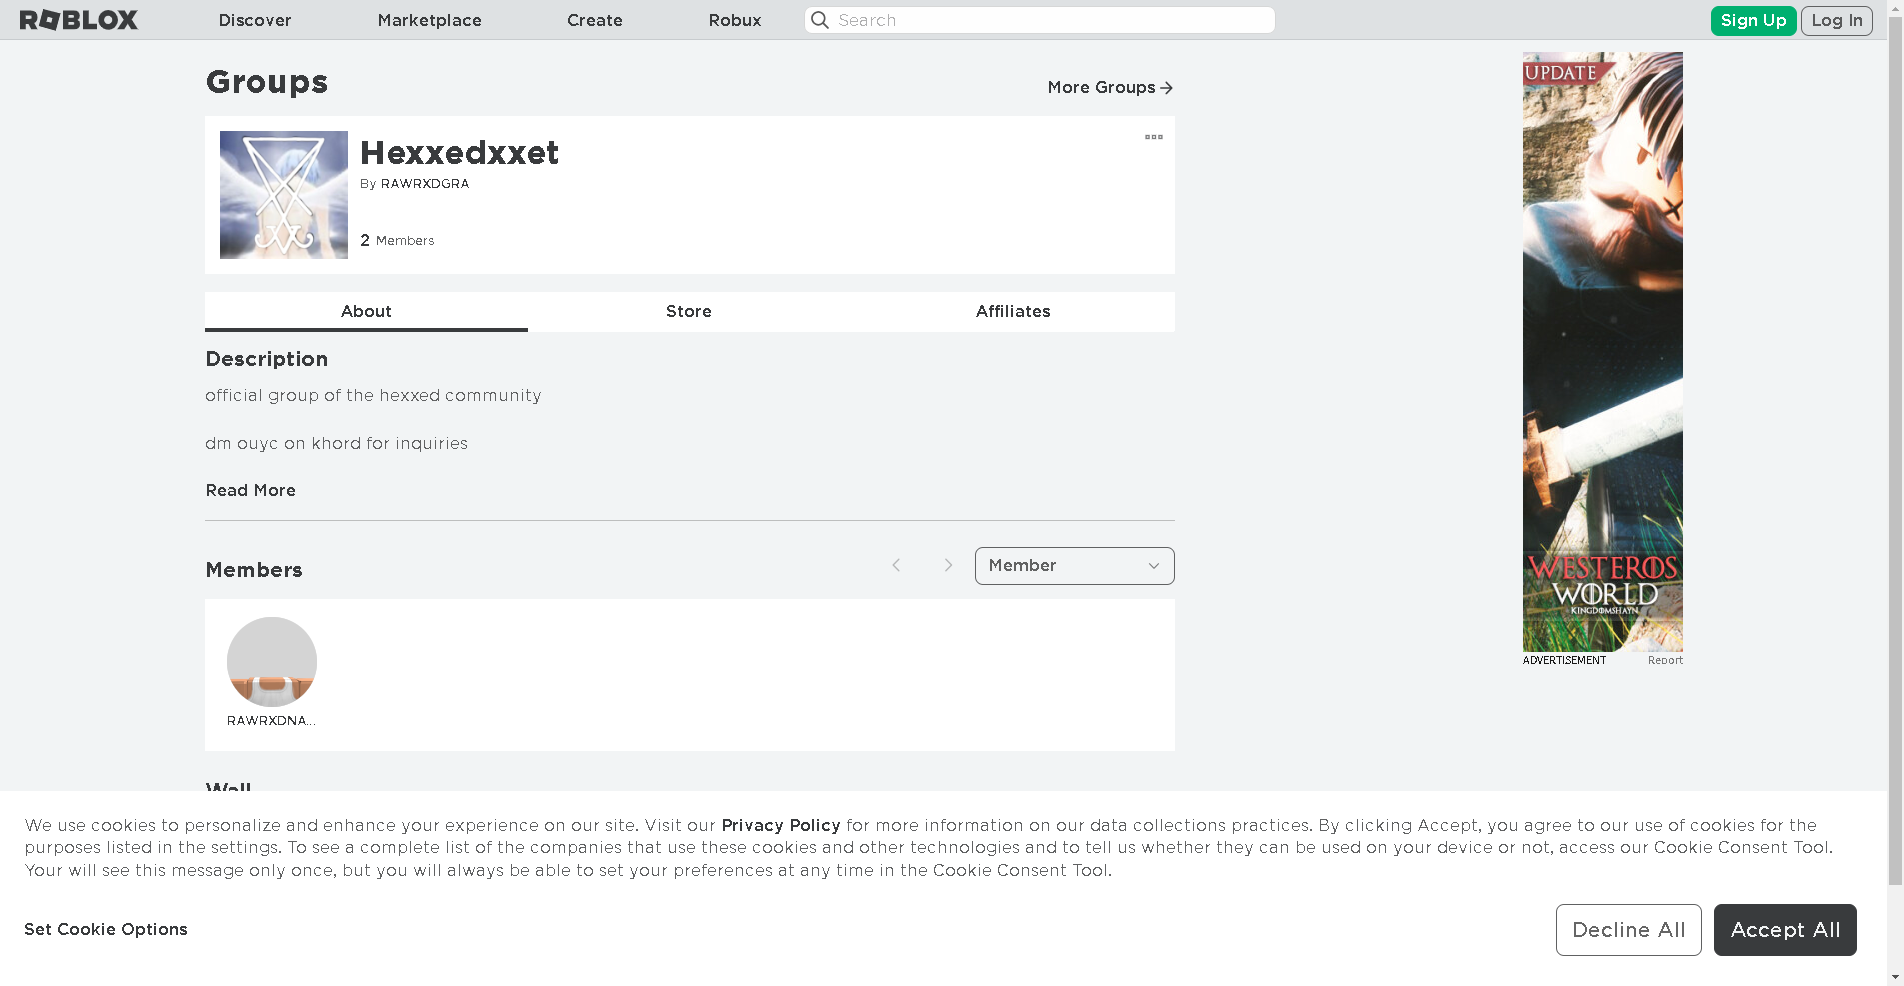 ROBLOX
Discover
Marketplace
Create
Robux
Search
Sign Up
Log In
Groups
More Groups
Hexxedxxet
By RAWRXDGRA
2 Members
About
Store
Affiliates
Description
official group of the hexxed community
dm ouyc on khord for inquiries
Read More
Members
Member
RAWRXDNA...
Wall
UPDATE
WESTEROS
WORLD
KINGDOMSHAYN
ADVERTISEMENT
Report
We use cookies to personalize and enhance your experience on our site. Visit our Privacy Policy for more information on our data collections practices. By clicking Accept, you agree to our use of cookies for the
purposes listed in the settings. To see a complete list of the companies that use these cookies and other technologies and to tell us whether they can be used on your device or not, access our Cookie Consent Tool.
Your will see this message only once, but you will always be able to set your preferences at any time in the Cookie Consent Tool.
Set Cookie Options
Decline All
Accept All